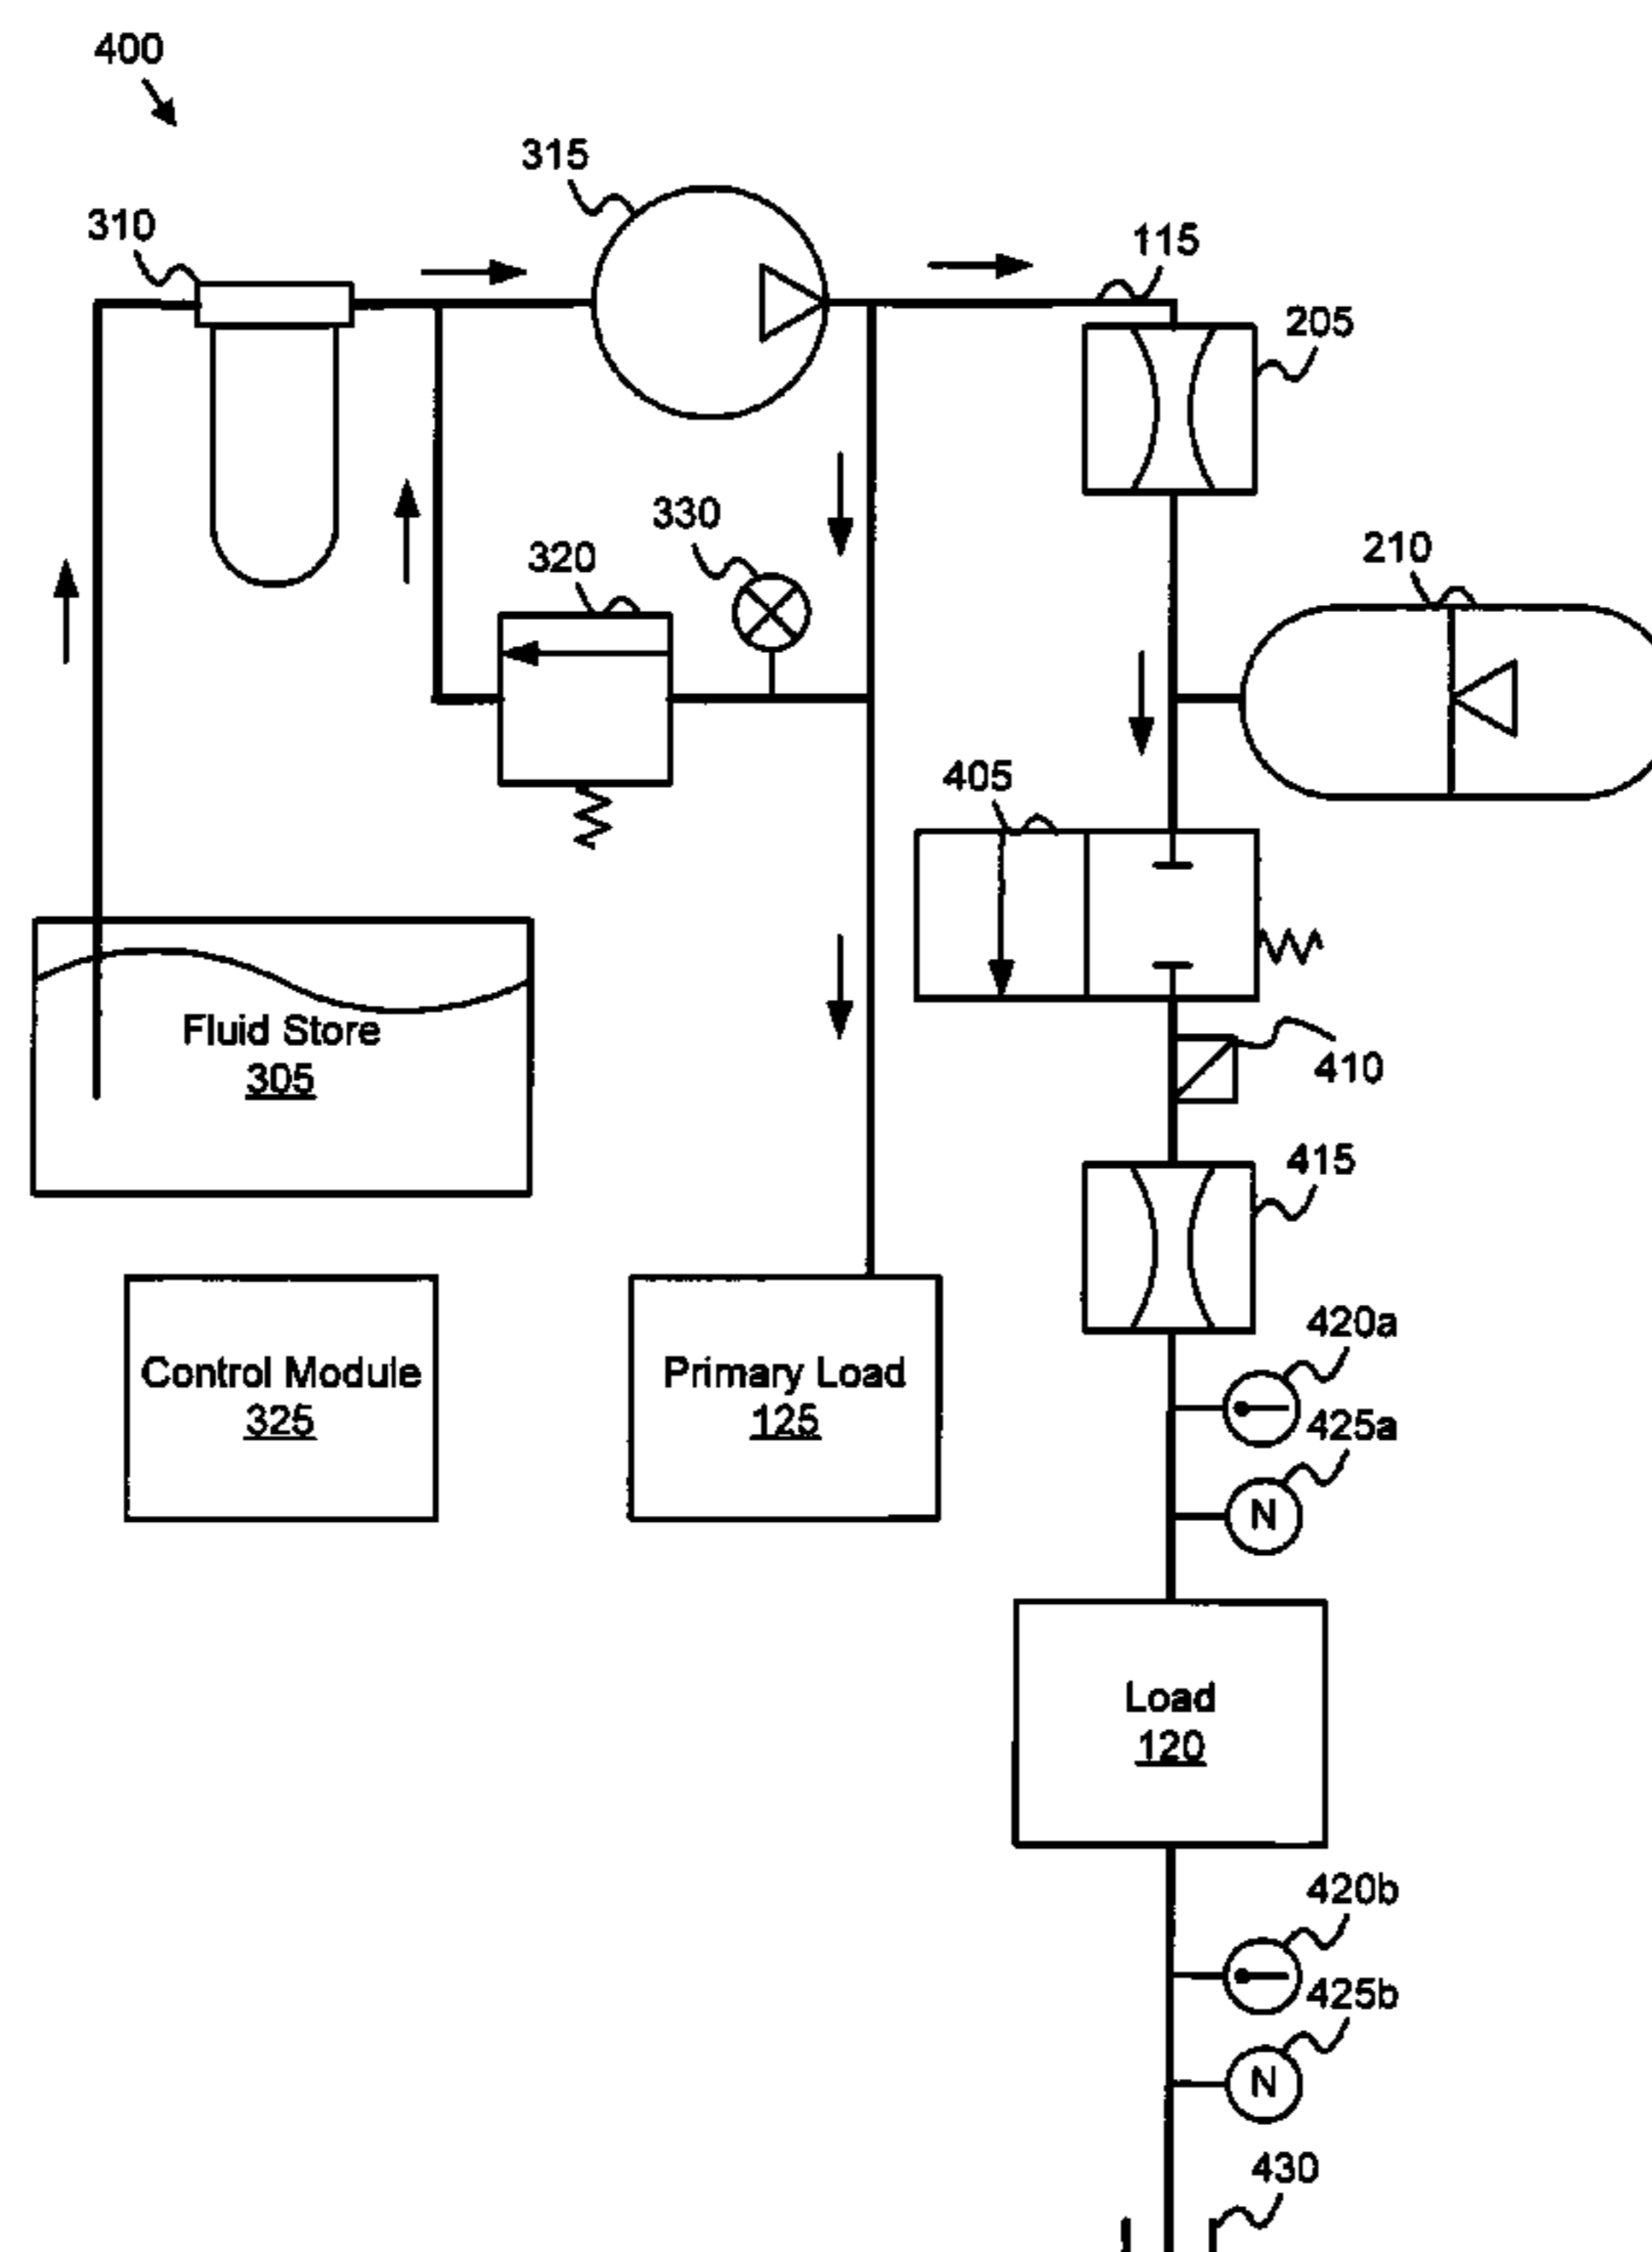 400
315
310
115
205
330
320
210
405
Fluid Store
305
410
415
420a
Control Module
325
Primary Load
125
425a
N
Load
120
420b
425b
N
430